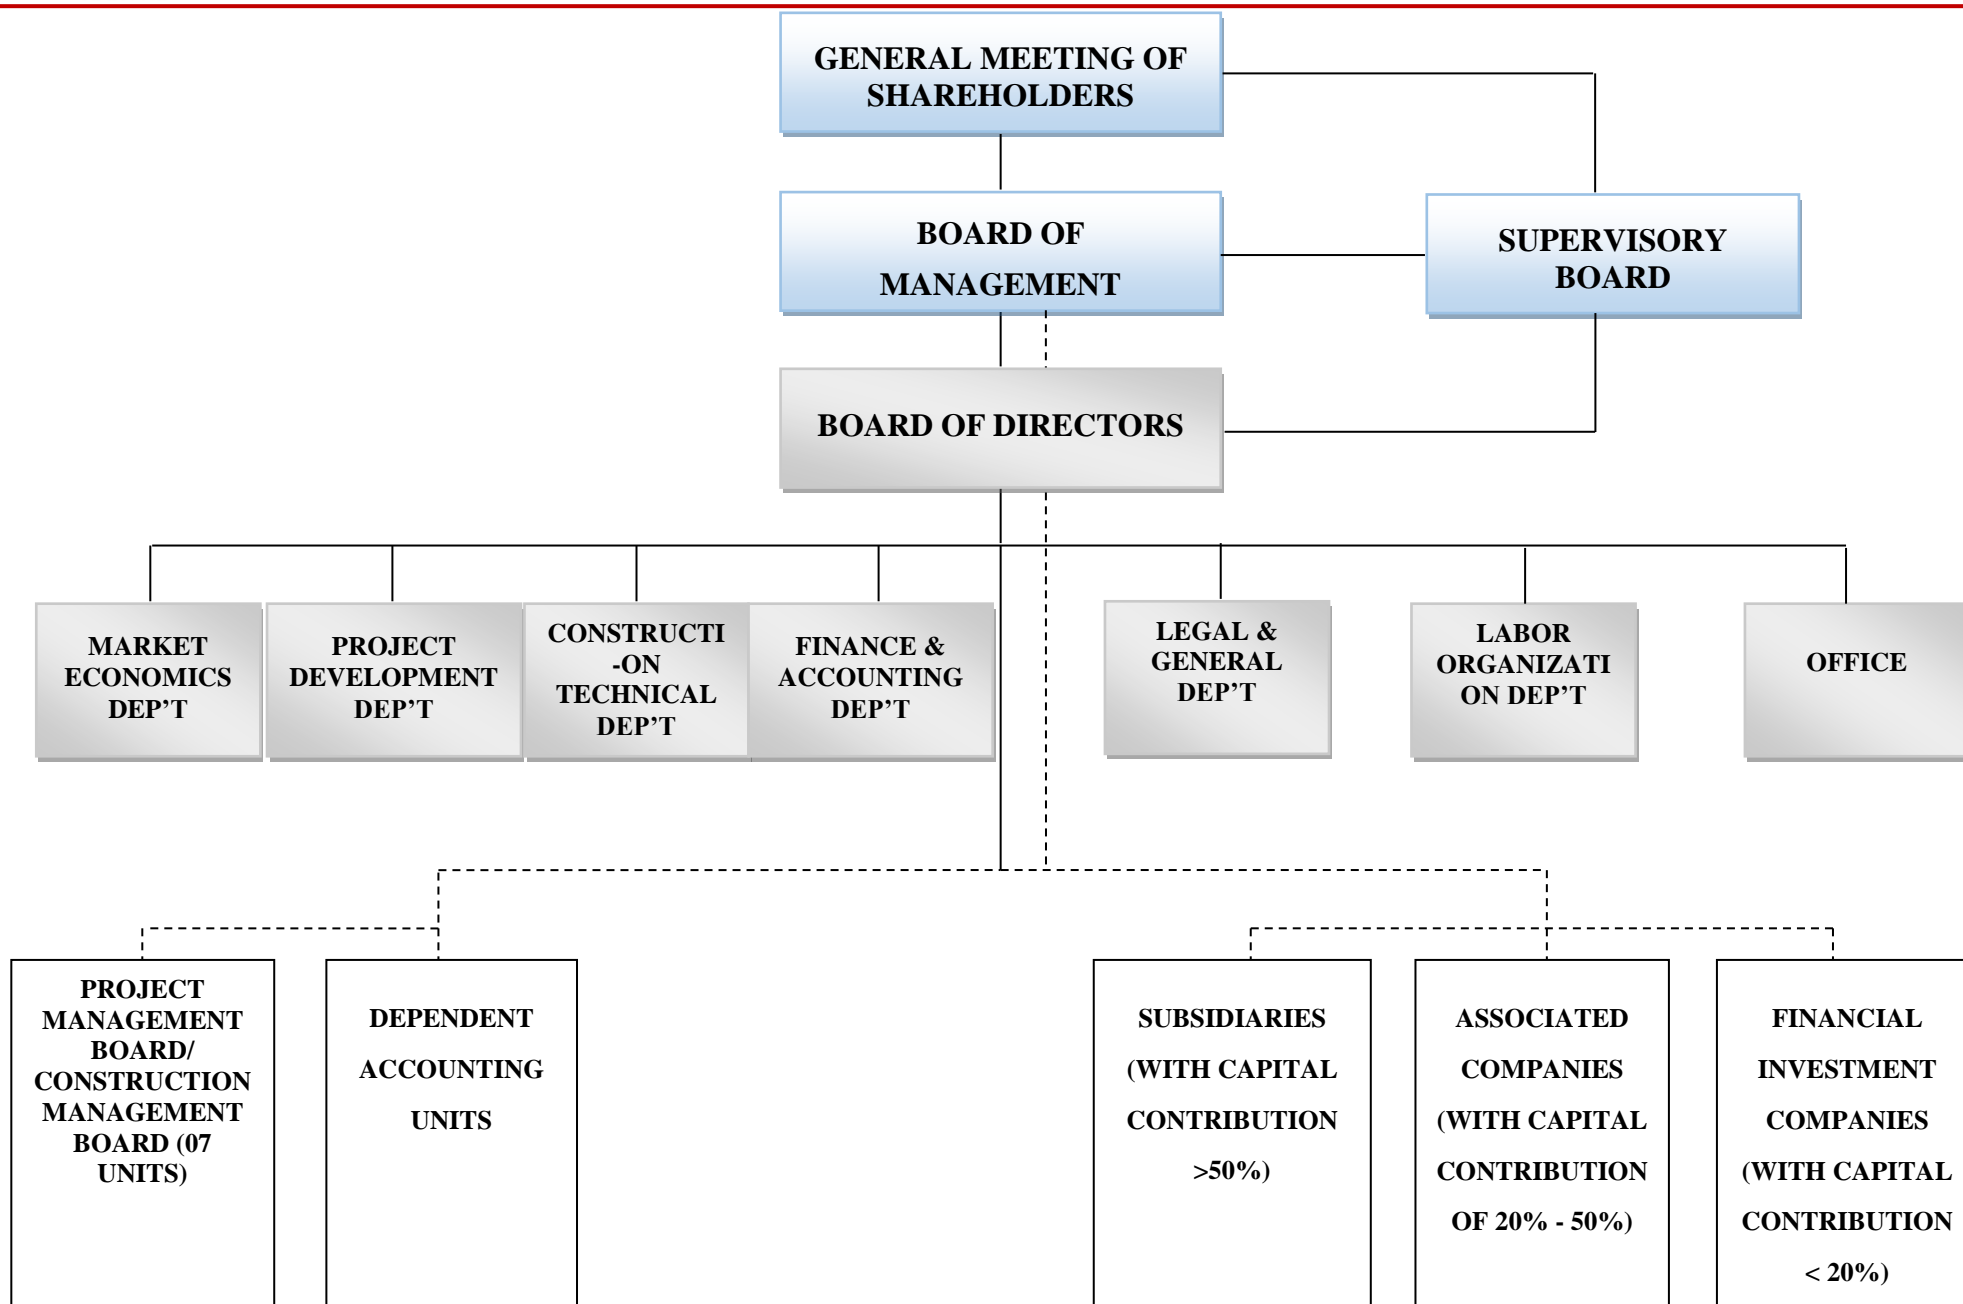 GENERAL MEETING OF
SHAREHOLDERS
BOARD OF
MANAGEMENT
SUPERVISORY
BOARD
BOARD OF DIRECTORS
MARKET
ECONOMICS
DEP’T
PROJECT
DEVELOPMENT
DEP’T
CONSTRUCTI
-ON
TECHNICAL
DEP’T
FINANCE &
ACCOUNTING
DEP’T
LEGAL &
GENERAL
DEP’T
LABOR
ORGANIZATI
ON DEP’T
OFFICE
PROJECT
MANAGEMENT
BOARD/
CONSTRUCTION
MANAGEMENT
BOARD (07
UNITS)
DEPENDENT
ACCOUNTING
UNITS
SUBSIDIARIES
(WITH CAPITAL
CONTRIBUTION
>50%)
ASSOCIATED
COMPANIES
(WITH CAPITAL
CONTRIBUTION
OF 20% - 50%)
FINANCIAL
INVESTMENT
COMPANIES
(WITH CAPITAL
CONTRIBUTION
< 20%)